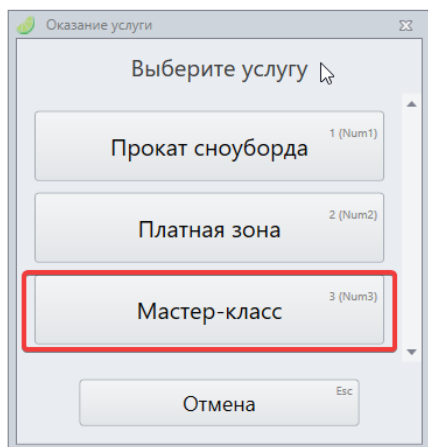 Оказание услуги
Выберите услугу
1 (Num1)
Прокат сноуборда
2 (Num2)
Платная зона
3 (Num3)
Мастер-класс
Esc
Отмена